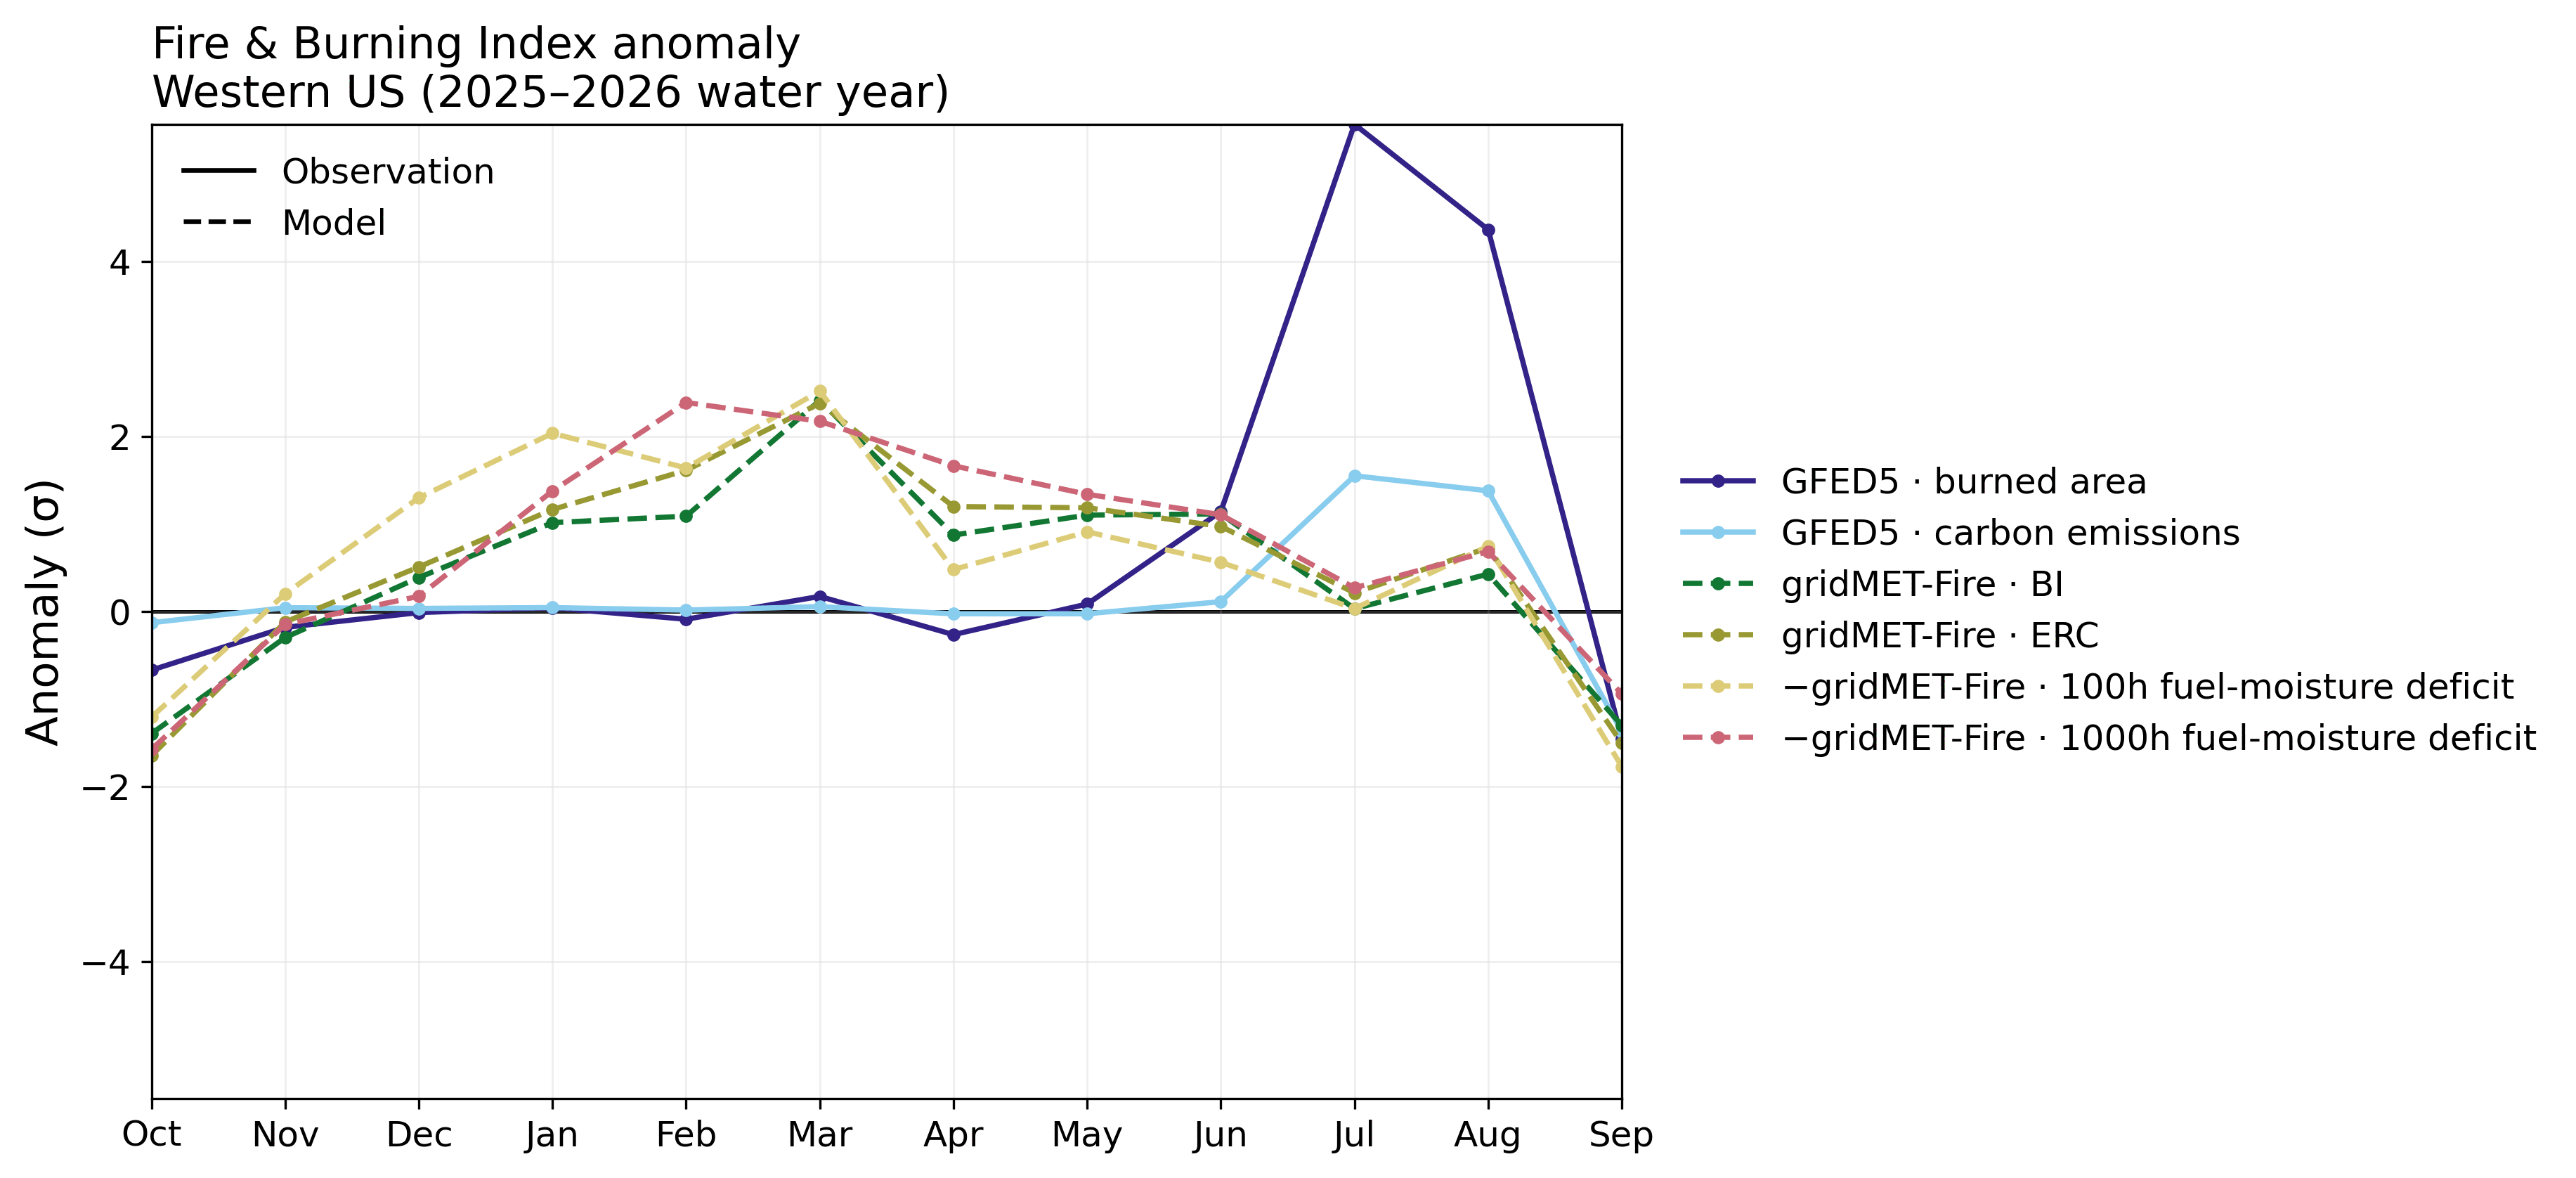 Fire & Burning Index anomaly
Western US (2025–2026 water year)
Observation
Model
Anomaly (σ)
4
2
0
−2
−4
Oct Nov Dec Jan Feb Mar Apr May Jun Jul Aug Sep
GFED5 · burned area
GFED5 · carbon emissions
gridMET-Fire · BI
gridMET-Fire · ERC
−gridMET-Fire · 100h fuel-moisture deficit
−gridMET-Fire · 1000h fuel-moisture deficit